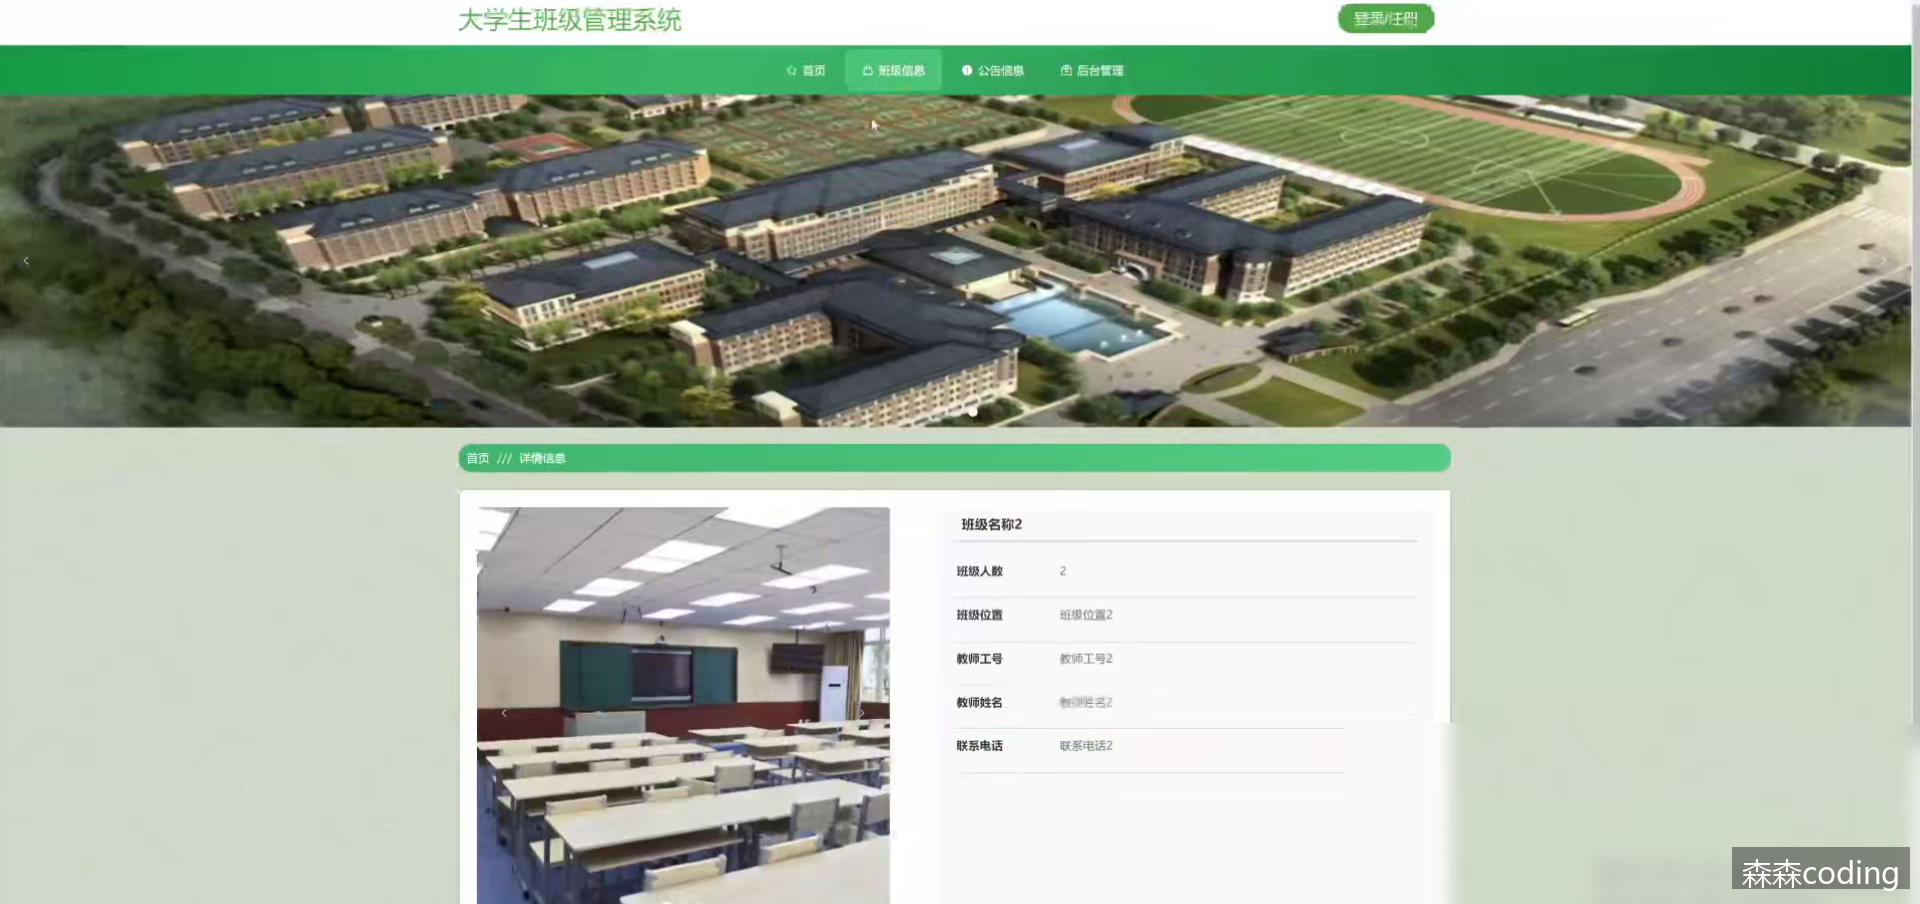 大学生班级管理系统
登录/注册
首页 班级信息 公告信息 后台管理
首页 /// 详情信息
班级名称2
班级人数 2
班级位置 班级位置2
教师工号 教师工号2
教师姓名 教师姓名2
联系电话 联系电话2
森森coding